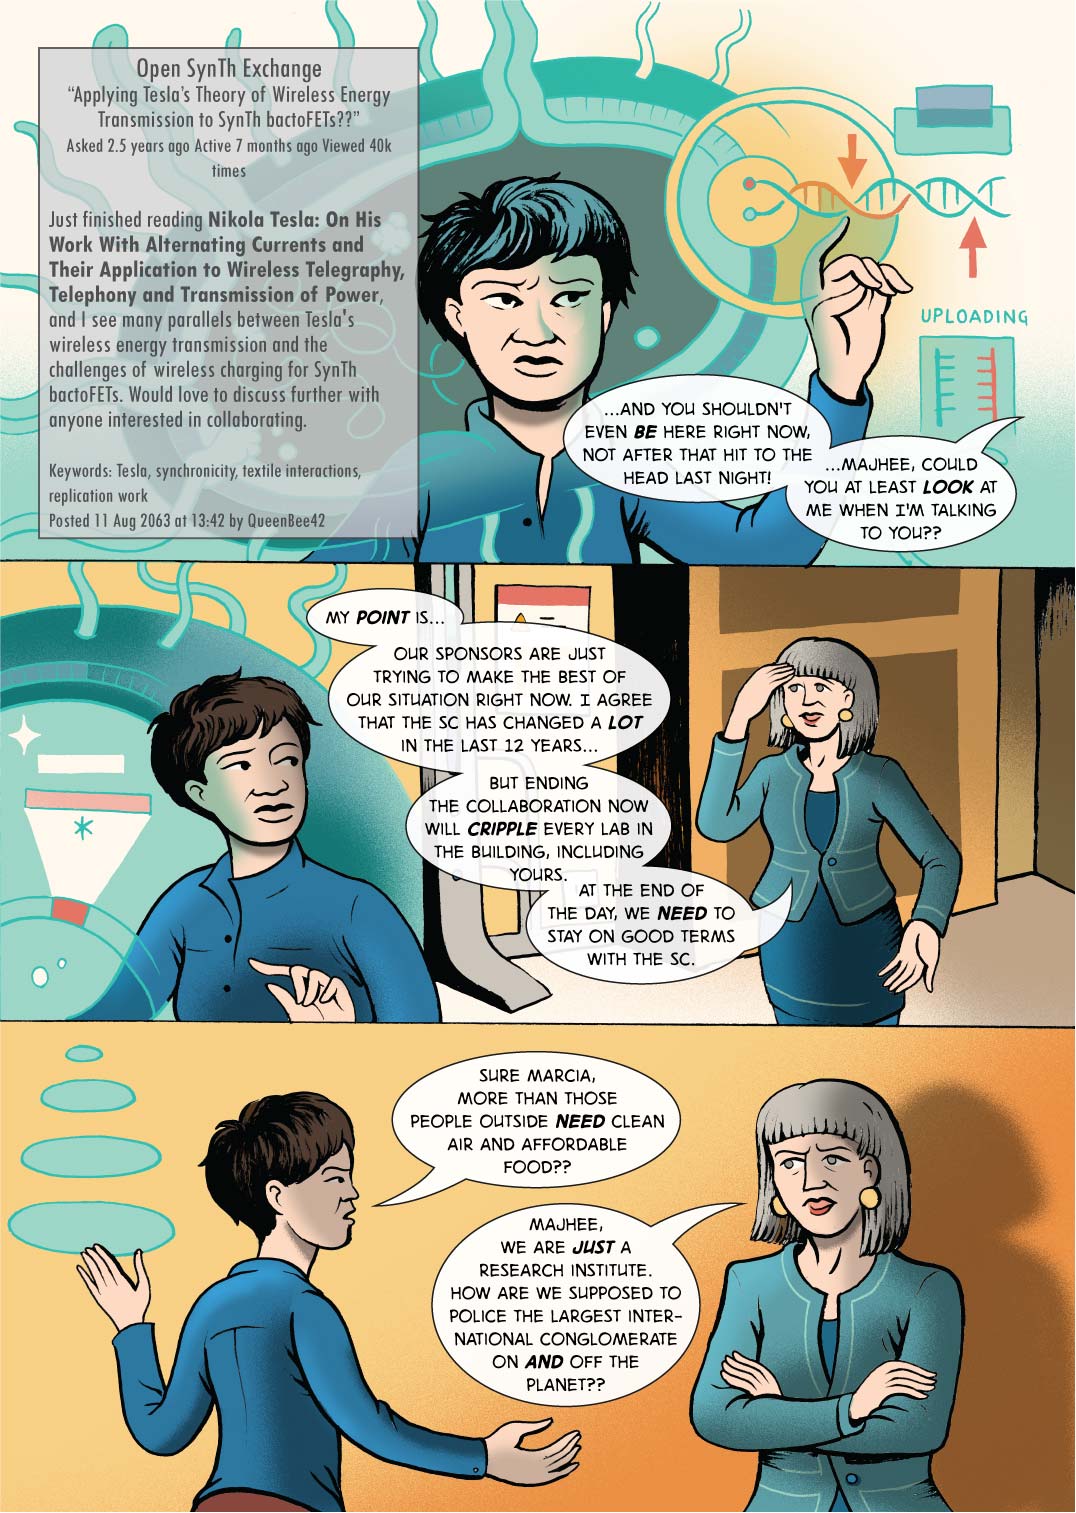 Open SynTh Exchange
“Applying Tesla’s Theory of Wireless Energy
Transmission to SynTh bactoFETs??”
Asked 2.5 years ago Active 7 months ago Viewed 40k
times
Just finished reading Nikola Tesla: On His
Work With Alternating Currents and
Their Application to Wireless Telegraphy,
Telephony and Transmission of Power,
and I see many parallels between Tesla's
wireless energy transmission and the
challenges of wireless charging for SynTh
bactoFETs. Would love to discuss further with
anyone interested in collaborating.
Keywords: Tesla, synchronicity, textile interactions,
replication work
Posted 11 Aug 2063 at 13:42 by QueenBee42
UPLOADING
...AND YOU SHOULDN'T
EVEN BE HERE RIGHT NOW,
NOT AFTER THAT HIT TO THE
HEAD LAST NIGHT!
...MAJHEE, COULD
YOU AT LEAST LOOK AT
ME WHEN I'M TALKING
TO YOU??
MY POINT IS...
OUR SPONSORS ARE JUST
TRYING TO MAKE THE BEST OF
OUR SITUATION RIGHT NOW. I AGREE
THAT THE SC HAS CHANGED A LOT
IN THE LAST 12 YEARS...
BUT ENDING
THE COLLABORATION NOW
WILL CRIPPLE EVERY LAB IN
THE BUILDING, INCLUDING
YOURS.
AT THE END OF
THE DAY, WE NEED TO
STAY ON GOOD TERMS
WITH THE SC.
SURE MARCIA,
MORE THAN THOSE
PEOPLE OUTSIDE NEED CLEAN
AIR AND AFFORDABLE
FOOD??
MAJHEE,
WE ARE JUST A
RESEARCH INSTITUTE.
HOW ARE WE SUPPOSED TO
POLICE THE LARGEST INTER-
NATIONAL CONGLOMERATE
ON AND OFF THE
PLANET??